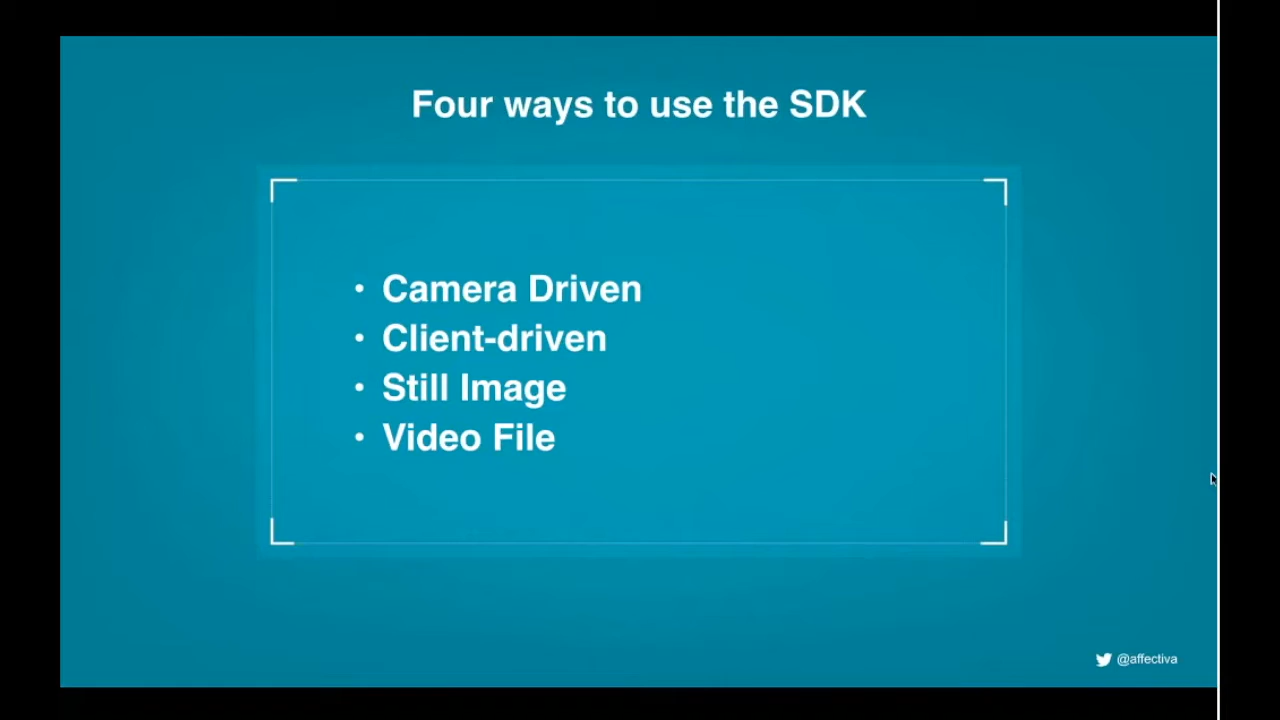 Four ways to use the SDK
• Camera Driven
• Client-driven
• Still Image
• Video File
@affectiva